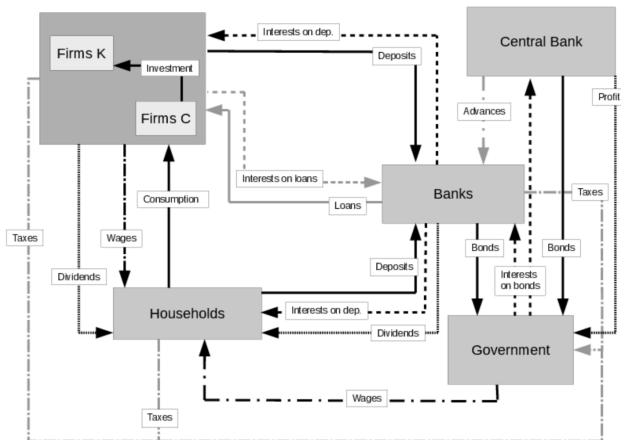 Interests on dep.
Central Bank
Firms K
Deposits
Investment
Profit
Firms C
Advances
Interests on loans
Banks
Taxes
Consumption
Loans
Taxes
Wages
Bonds
Bonds
Deposits
Dividends
Interests
on bonds
Households
Interests on dep.
Dividends
Government
Wages
Taxes